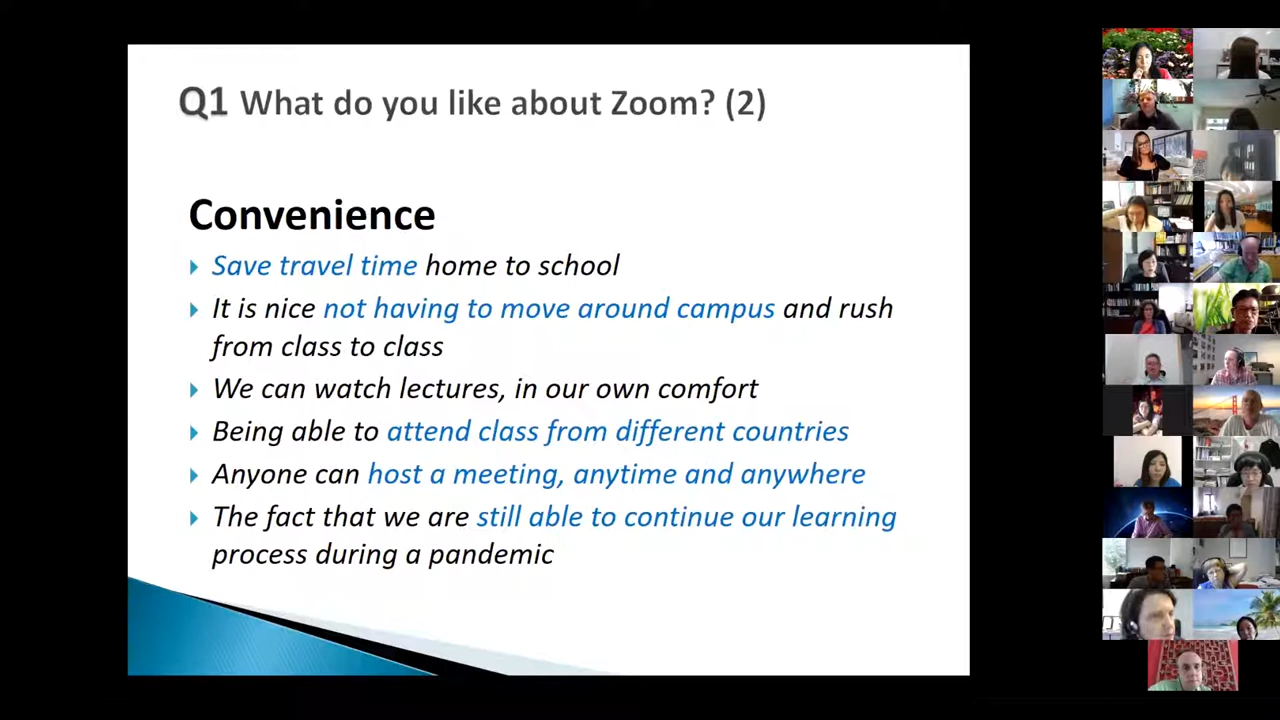 Q1 What do you like about Zoom? (2)
Convenience
Save travel time home to school
It is nice not having to move around campus and rush
from class to class
We can watch lectures, in our own comfort
Being able to attend class from different countries
Anyone can host a meeting, anytime and anywhere
The fact that we are still able to continue our learning
process during a pandemic